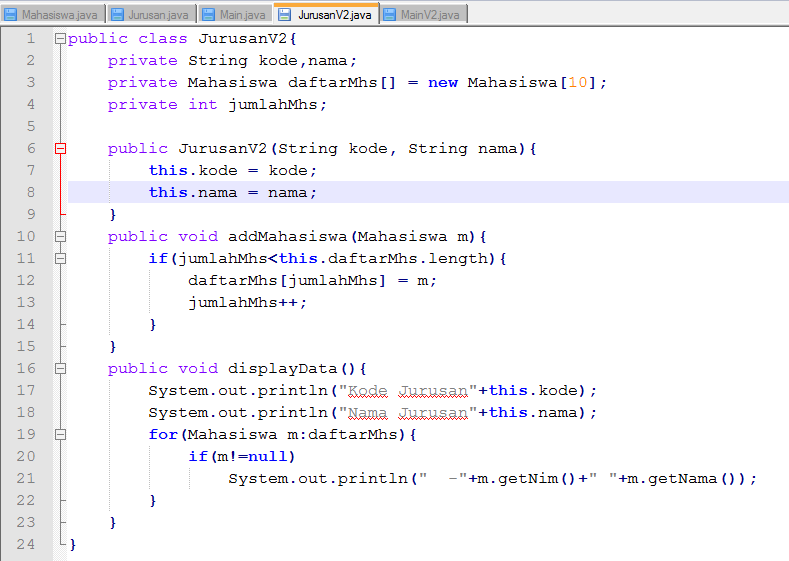 Mahasiswa.java Jurusan.java Main.java JurusanV2.java MainV2.java
1 public class JurusanV2{
2     private String kode,nama;
3     private Mahasiswa daftarMhs[] = new Mahasiswa[10];
4     private int jumlahMhs;
5
6     public JurusanV2(String kode, String nama){
7         this.kode = kode;
8         this.nama = nama;
9     }
10     public void addMahasiswa(Mahasiswa m){
11         if(jumlahMhs<this.daftarMhs.length){
12             daftarMhs[jumlahMhs] = m;
13             jumlahMhs++;
14         }
15     }
16     public void displayData(){
17         System.out.println("Kode Jurusan"+this.kode);
18         System.out.println("Nama Jurusan"+this.nama);
19         for(Mahasiswa m:daftarMhs){
20             if(m!=null)
21                 System.out.println("  -"+m.getNim()+" "+m.getNama());
22         }
23     }
24 }